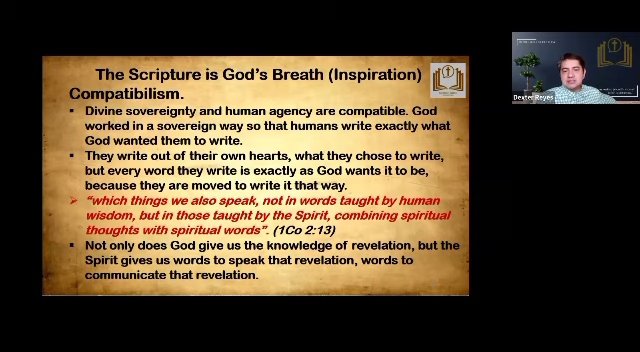 The Scripture is God's Breath (Inspiration)
Compatibilism.
▪ Divine sovereignty and human agency are compatible. God
worked in a sovereign way so that humans write exactly what
God wanted them to write.
▪ They write out of their own hearts, what they chose to write,
but every word they write is exactly as God wants it to be,
because they are moved to write it that way.
➢ "which things we also speak, not in words taught by human
wisdom, but in those taught by the Spirit, combining spiritual
thoughts with spiritual words". (1Co 2:13)
▪ Not only does God give us the knowledge of revelation, but the
Spirit gives us words to speak that revelation, words to
communicate that revelation.
Dexter Reyes